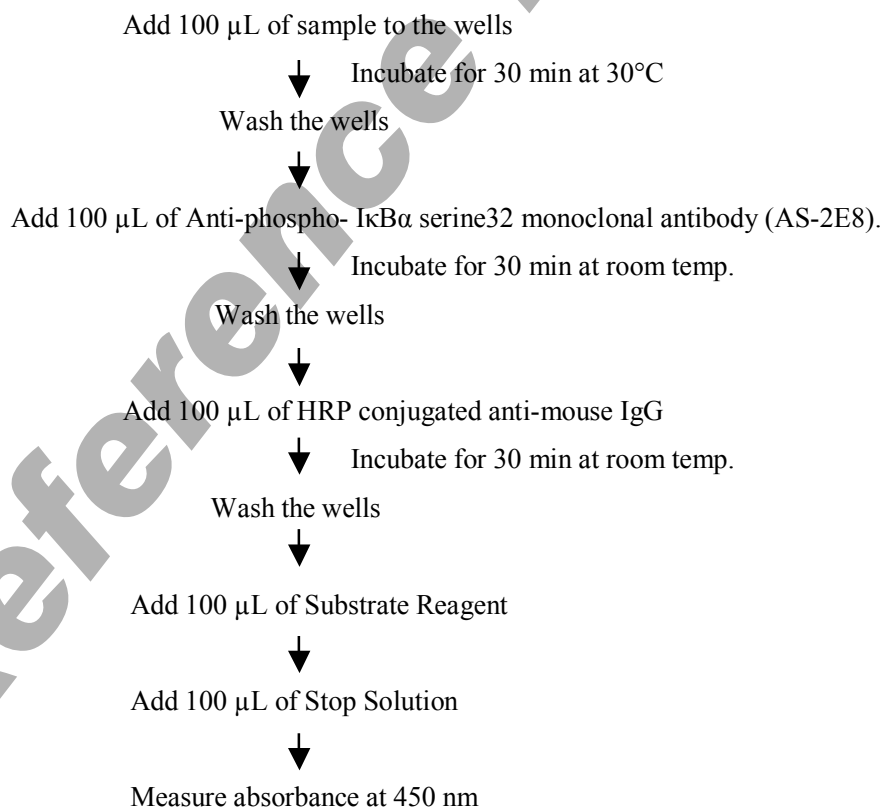 Add 100 µL of sample to the wells
Incubate for 30 min at 30°C
Wash the wells
Add 100 µL of Anti-phospho- IκBα serine32 monoclonal antibody (AS-2E8).
Incubate for 30 min at room temp.
Wash the wells
Add 100 µL of HRP conjugated anti-mouse IgG
Incubate for 30 min at room temp.
Wash the wells
Add 100 µL of Substrate Reagent
Add 100 µL of Stop Solution
Measure absorbance at 450 nm
eference